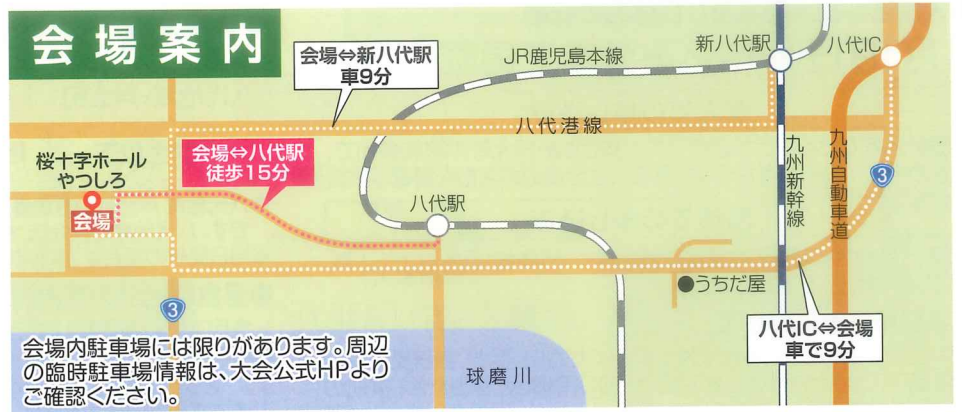 会場案内
会場⇔新八代駅
車9分
JR鹿児島本線
新八代駅
八代IC
八代港線
桜十字ホール
やつしろ
会場
会場⇔八代駅
徒歩15分
八代駅
九州新幹線
九州自動車道
3
うちだ屋
3
八代IC⇔会場
車で9分
球磨川
会場内駐車場には限りがあります。周辺
の臨時駐車場情報は、大会公式HPより
ご確認ください。